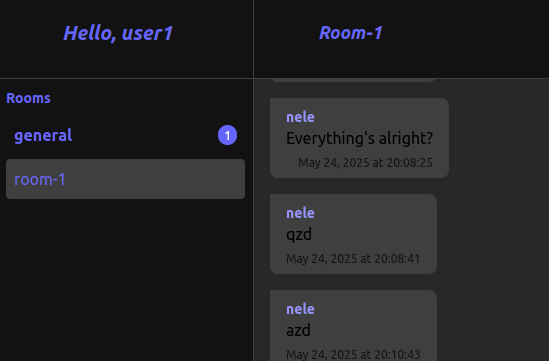 Hello, user1
Room-1
Rooms
general
1
room-1
nele
Everything's alright?
May 24, 2025 at 20:08:25
nele
qzd
May 24, 2025 at 20:08:41
nele
azd
May 24, 2025 at 20:10:43